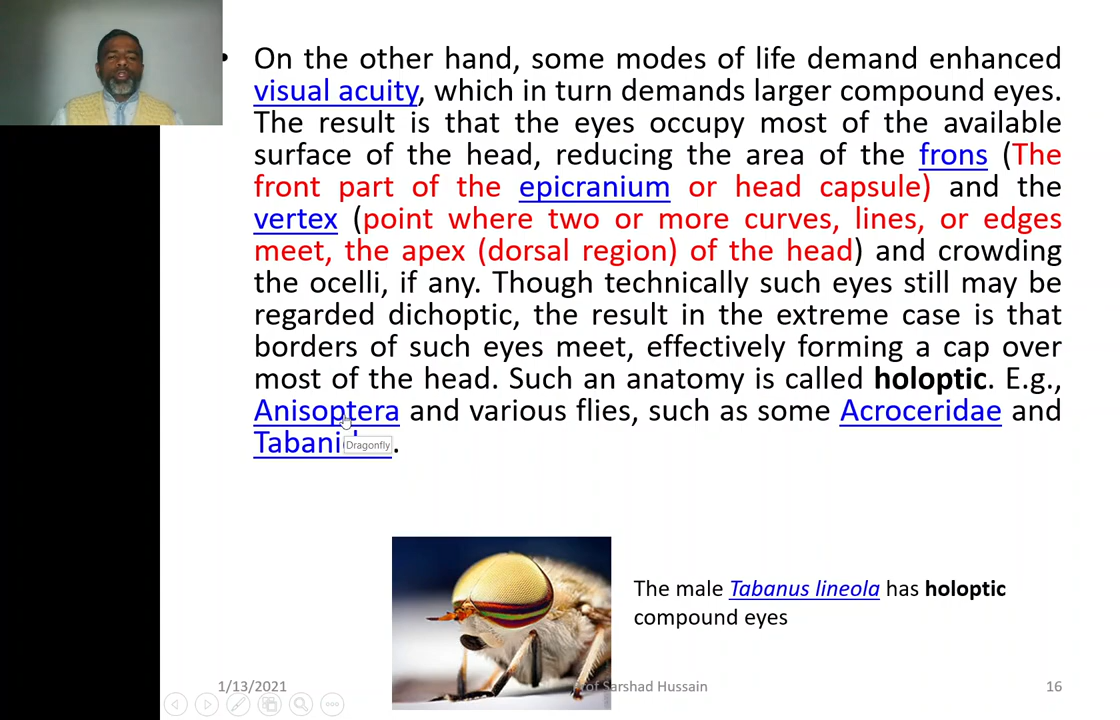 • On the other hand, some modes of life demand enhanced
visual acuity, which in turn demands larger compound eyes.
The result is that the eyes occupy most of the available
surface of the head, reducing the area of the frons (The
front part of the epicranium or head capsule) and the
vertex (point where two or more curves, lines, or edges
meet, the apex (dorsal region) of the head) and crowding
the ocelli, if any. Though technically such eyes still may be
regarded dichoptic, the result in the extreme case is that
borders of such eyes meet, effectively forming a cap over
most of the head. Such an anatomy is called holoptic. E.g.,
Anisoptera and various flies, such as some Acroceridae and
Tabani
Dragonfly
.
The male Tabanus lineola has holoptic
compound eyes
1/13/2021
Sarshad Hussain
16